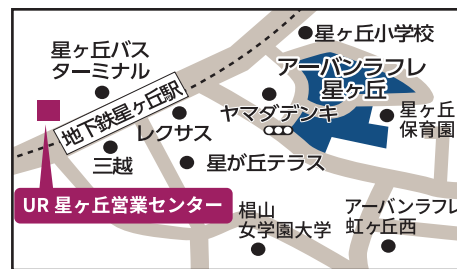 星ヶ丘小学校
星ヶ丘バス
ターミナル
アーバンラフレ
星ヶ丘
地下鉄星ヶ丘駅
ヤマダデンキ
星ヶ丘
保育園
レクサス
三越
星が丘テラス
UR 星ヶ丘営業センター
椙山
女学園大学
アーバンラフレ
虹ヶ丘西